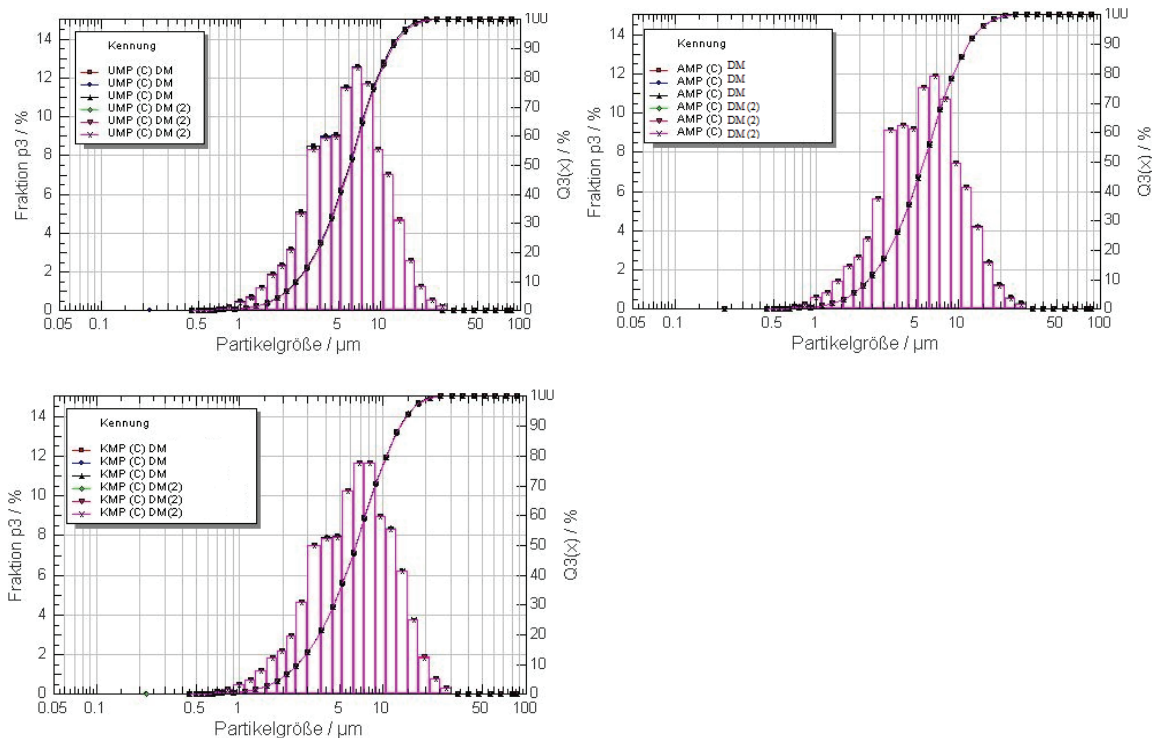 Kennung
UMP (C) DM
UMP (C) DM
UMP (C) DM
UMP (C) DM (2)
UMP (C) DM (2)
UMP (C) DM (2)
Fraktion p3 / %
14
12
10
8
6
4
2
0
100
90
80
70
60
50
40
30
20
10
0
Q3(x) / %
0.05 0.1 0.5 1 5 10 50 100
Partikelgröße / µm
Kennung
AMP (C) DM
AMP (C) DM
AMP (C) DM
AMP (C) DM (2)
AMP (C) DM (2)
AMP (C) DM (2)
Fraktion p3 / %
14
12
10
8
6
4
2
0
100
90
80
70
60
50
40
30
20
10
0
Q3(x) / %
0.05 0.1 0.5 1 5 10 50 100
Partikelgröße / µm
Kennung
KMP (C) DM
KMP (C) DM
KMP (C) DM
KMP (C) DM(2)
KMP (C) DM(2)
KMP (C) DM(2)
Fraktion p3 / %
14
12
10
8
6
4
2
0
100
90
80
70
60
50
40
30
20
10
0
Q3(x) / %
0.05 0.1 0.5 1 5 10 50 100
Partikelgröße / µm